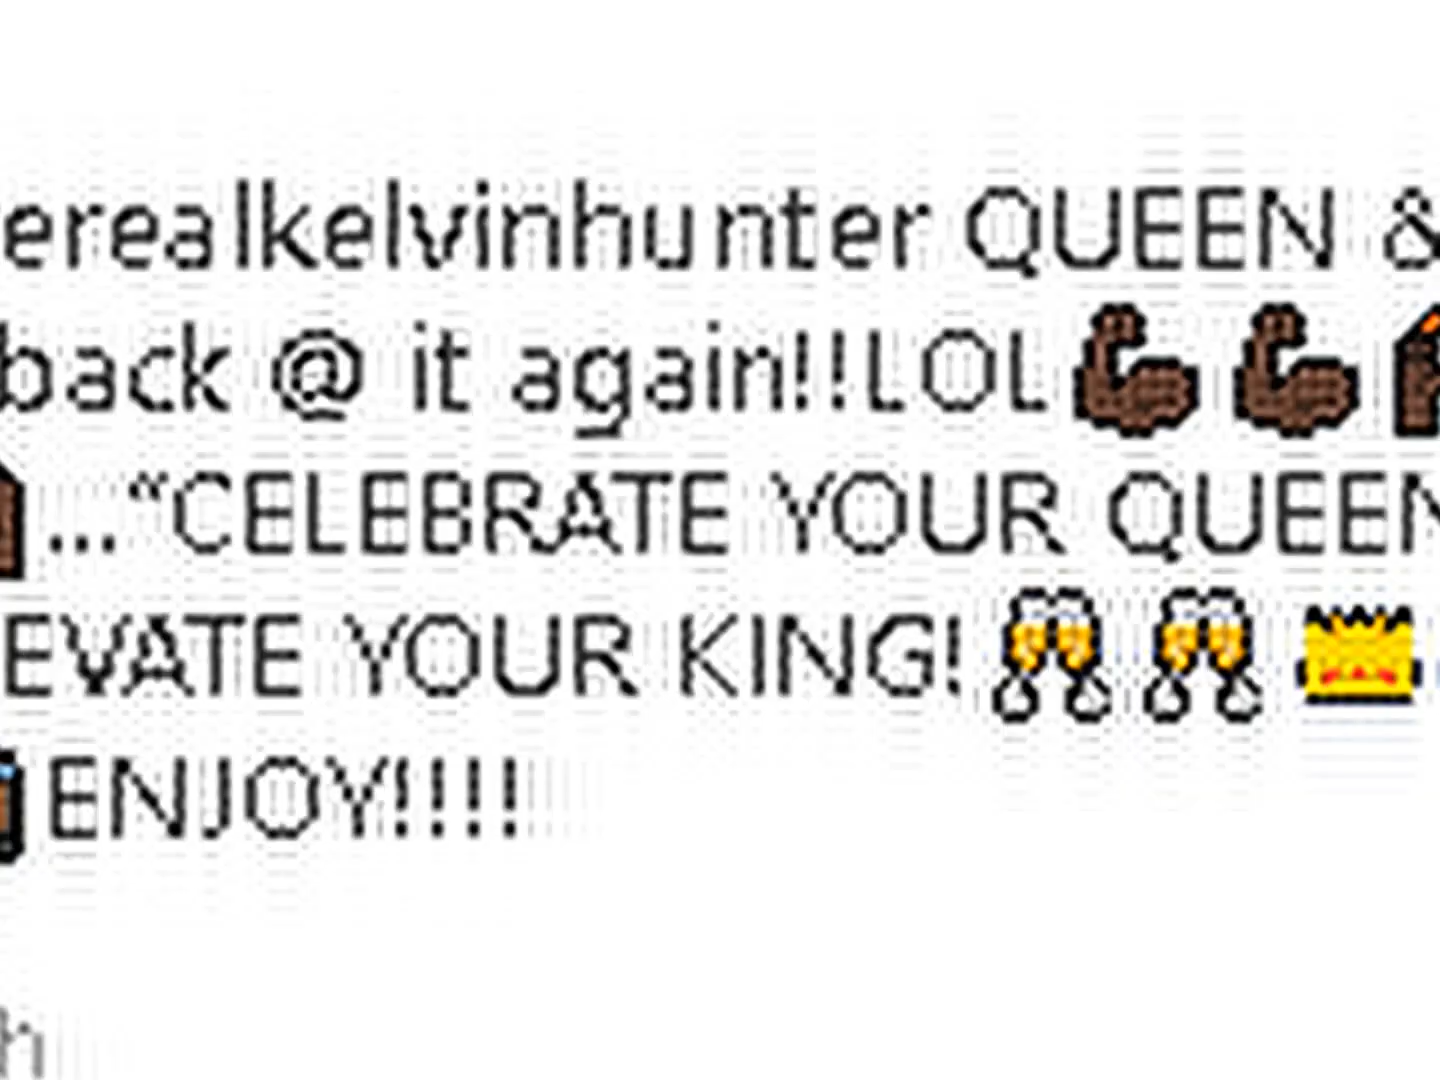 erealkelvinhunter QUEEN &
back @ it again!!LOL💪🏿💪🏿
..."CELEBRATE YOUR QUEEN
EVATE YOUR KING!🥂🥂👑
ENJOY!!!!
h